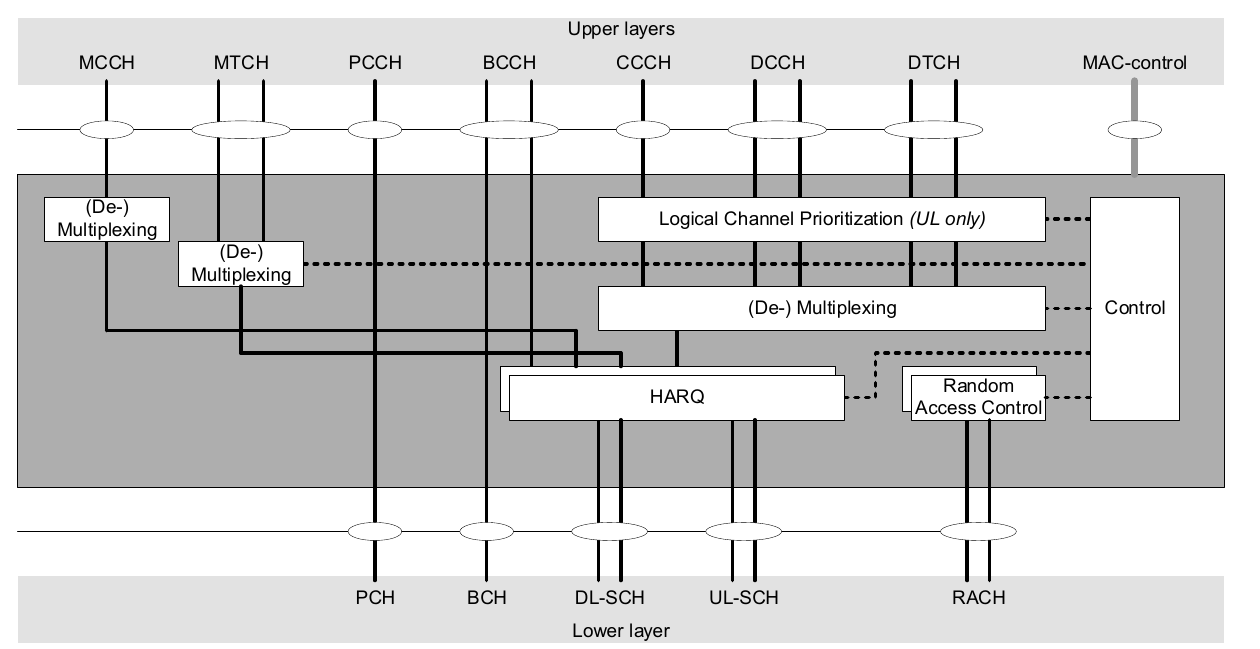 Upper layers
MCCH MTCH PCCH BCCH CCCH DCCH DTCH MAC-control
(De-)
Multiplexing
Logical Channel Prioritization (UL only)
(De-)
Multiplexing
(De-) Multiplexing
Control
HARQ
Random
Access Control
PCH BCH DL-SCH UL-SCH RACH
Lower layer